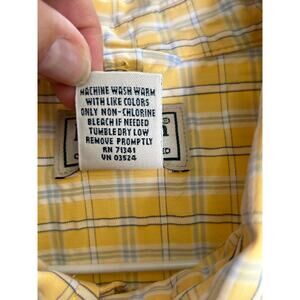 MACHINE WASH WARM
WITH LIKE COLORS
ONLY NON-CHLORINE
BLEACH IF NEEDED
TUMBLE DRY LOW
REMOVE PROMPTLY
RN 71341
VN 03524